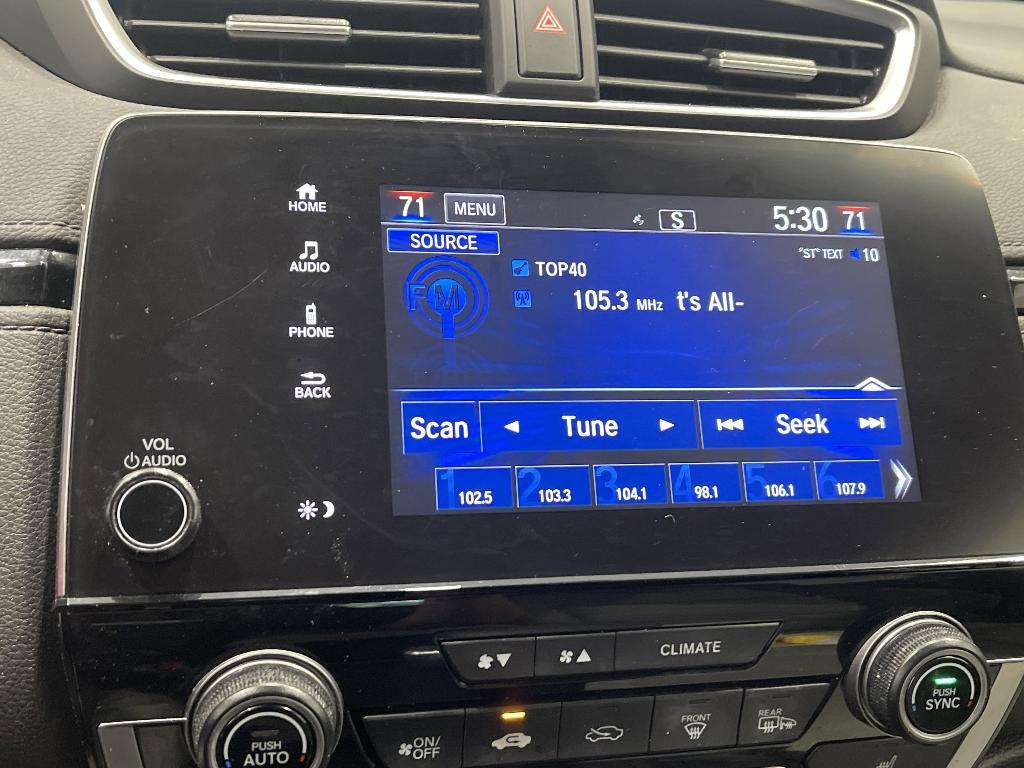 HOME
AUDIO
PHONE
BACK
VOL
AUDIO
71 MENU S 5:30 71
SOURCE
"ST" TEXT 10
FM
TOP40
105.3 MHz t's All-
Scan Tune Seek
1 102.5 2 103.3 3 104.1 4 98.1 5 106.1 6 107.9
CLIMATE
PUSH
AUTO
ON/
OFF
FRONT
REAR
PUSH
SYNC